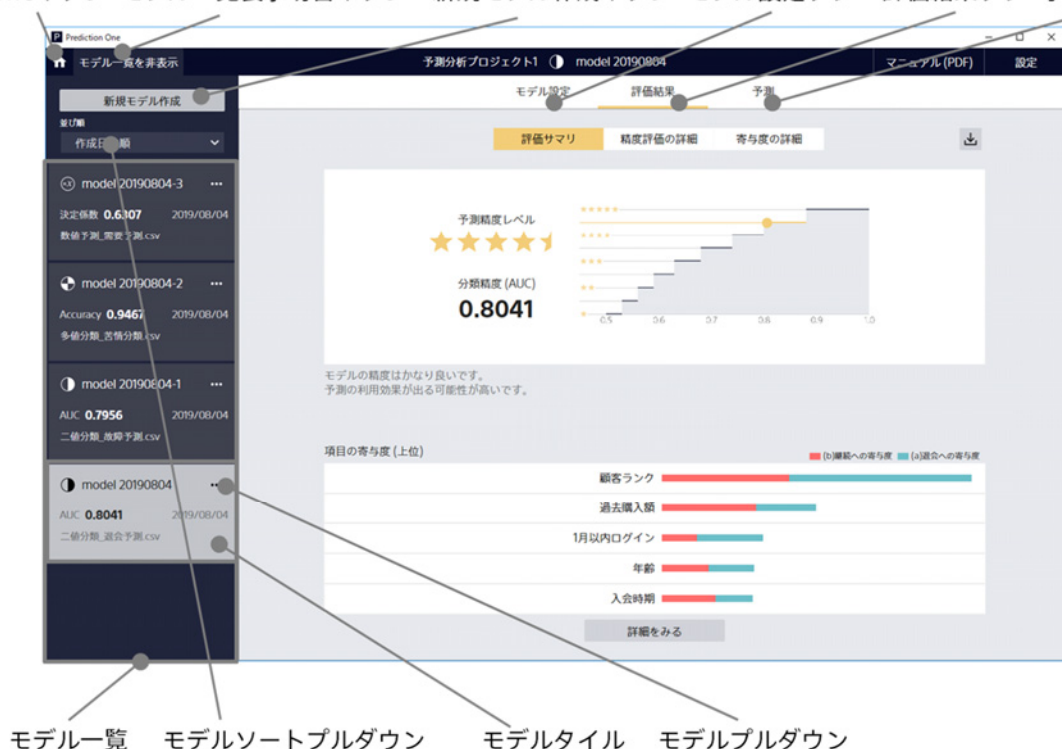 Prediction One
モデル一覧を非表示
予測分析プロジェクト1
model 20190804
マニュアル (PDF)
設定
新規モデル作成
並び順
作成日 順
モデル設定
評価結果
予測
評価サマリ
精度評価の詳細
寄与度の詳細
model 20190804-3
決定係数 0.6307 2019/08/04
数値予測_需要予測.csv
model 20190804-2
Accuracy 0.9467 2019/08/04
多値分類_苦情分類.csv
model 20190804-1
AUC 0.7956 2019/08/04
二値分類_故障予測.csv
model 20190804
AUC 0.8041 2019/08/04
二値分類_退会予測.csv
予測精度レベル
分類精度 (AUC)
0.8041
0.5 0.6 0.7 0.8 0.9 1.0
モデルの精度はかなり良いです。
予測の利用効果が出る可能性が高いです。
項目の寄与度 (上位)
(b)継続への寄与度 (a)退会への寄与度
顧客ランク
過去購入額
1月以内ログイン
年齢
入会時期
詳細をみる
モデル一覧 モデルソートプルダウン モデルタイル モデルプルダウン